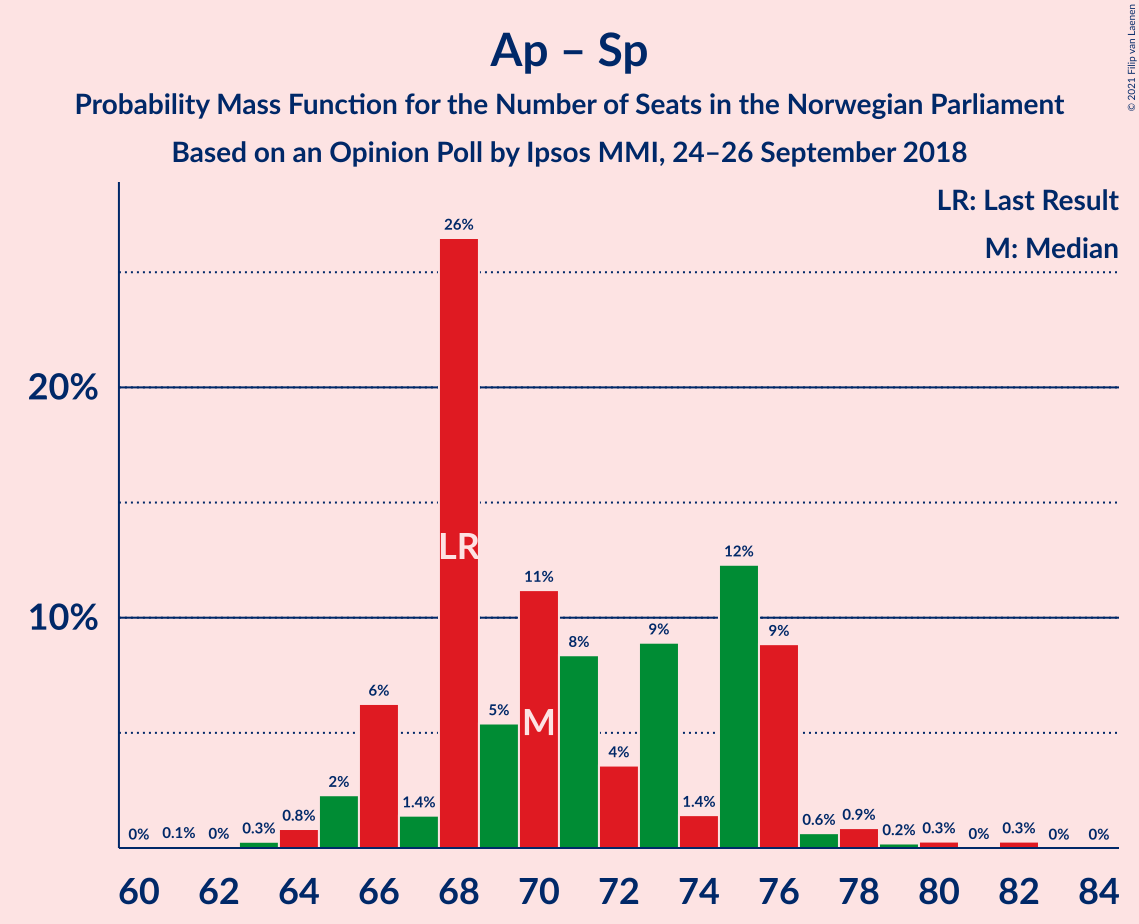 Ap – Sp
Probability Mass Function for the Number of Seats in the Norwegian Parliament
Based on an Opinion Poll by Ipsos MMI, 24–26 September 2018
© 2021 Filip van Laenen
LR: Last Result
M: Median
20%
10%
0% 0.1% 0% 0.3% 0.8% 2% 6% 1.4% 26% 5% 11% 8% 4% 9% 1.4% 12% 9% 0.6% 0.9% 0.2% 0.3% 0% 0.3% 0% 0%
LR
M
60 62 64 66 68 70 72 74 76 78 80 82 84